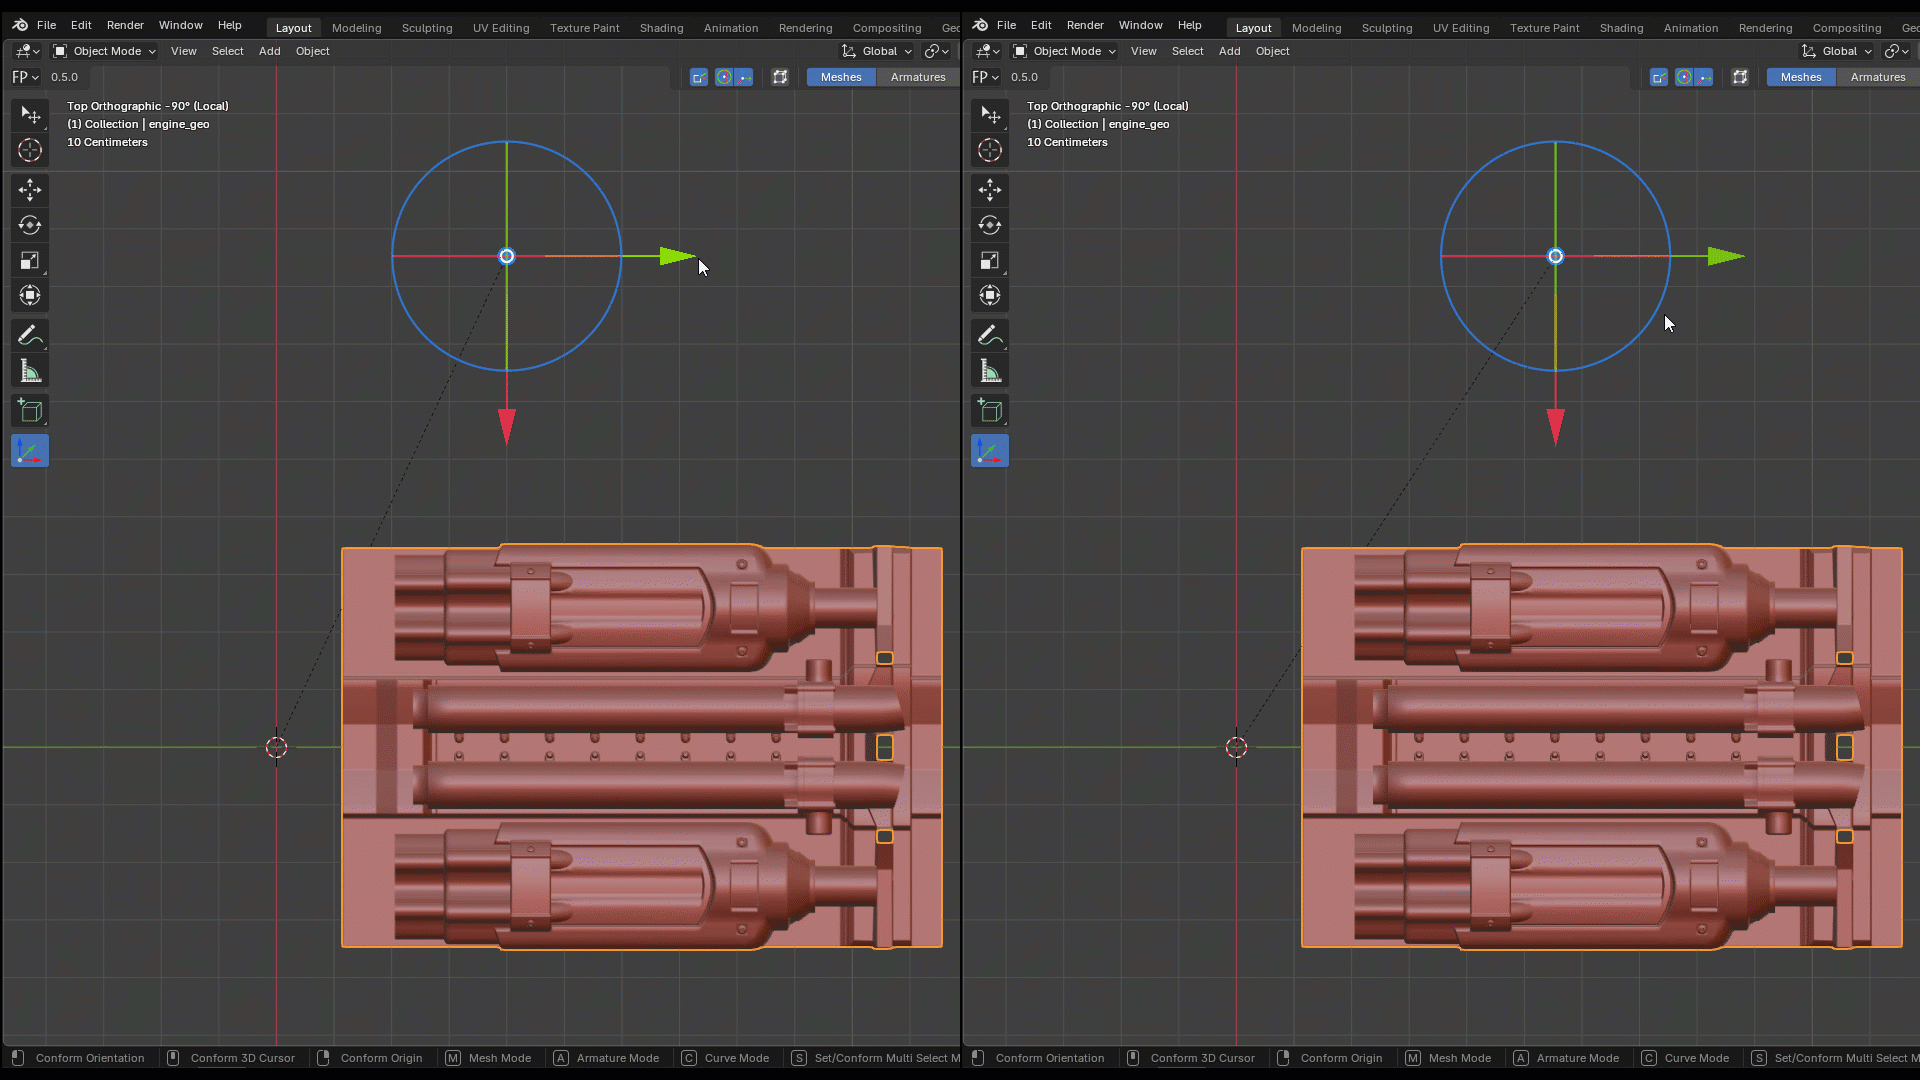 File Edit Render Window Help Layout Modeling Sculpting UV Editing Texture Paint Shading Animation Rendering Compositing Geo
Object Mode View Select Add Object Global
FP 0.5.0 Meshes Armatures
Top Orthographic -90° (Local)
(1) Collection | engine_geo
10 Centimeters
Conform Orientation Conform 3D Cursor Conform Origin M Mesh Mode A Armature Mode C Curve Mode S Set/Conform Multi Select M
File Edit Render Window Help Layout Modeling Sculpting UV Editing Texture Paint Shading Animation Rendering Compositing Geo
Object Mode View Select Add Object Global
FP 0.5.0 Meshes Armatures
Top Orthographic -90° (Local)
(1) Collection | engine_geo
10 Centimeters
Conform Orientation Conform 3D Cursor Conform Origin M Mesh Mode A Armature Mode C Curve Mode S Set/Conform Multi Select M